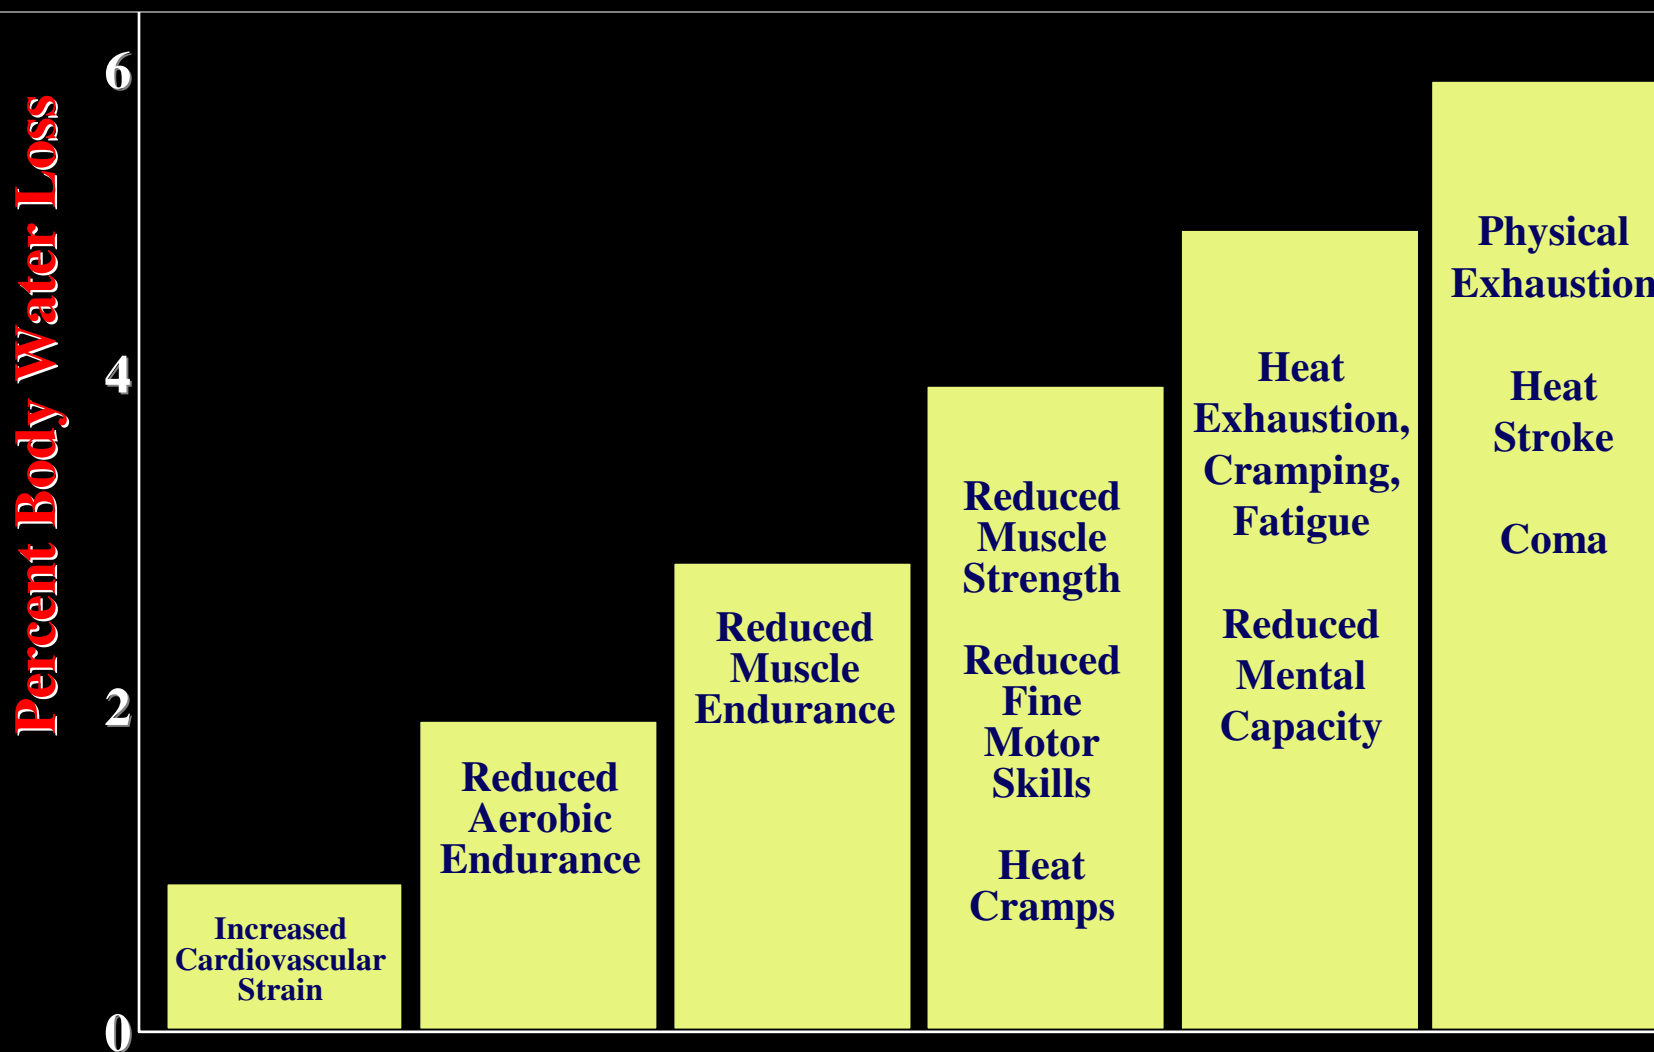 Percent Body Water Loss
6
4
2
0
Increased
Cardiovascular
Strain
Reduced
Aerobic
Endurance
Reduced
Muscle
Endurance
Reduced
Muscle
Strength
Reduced
Fine
Motor
Skills
Heat
Cramps
Heat
Exhaustion,
Cramping,
Fatigue
Reduced
Mental
Capacity
Physical
Exhaustion
Heat
Stroke
Coma